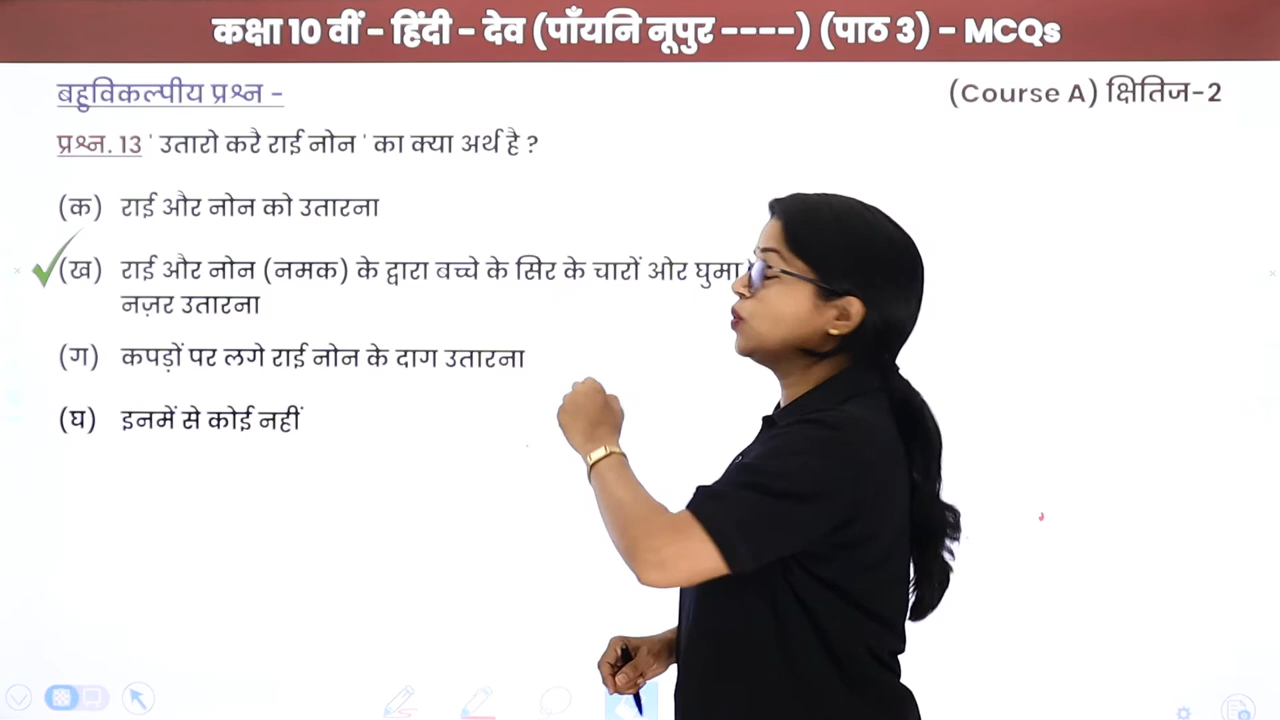 कक्षा 10 वीं - हिंदी - देव (पाँयनि नूपुर ----) (पाठ 3) - MCQs
बहुविकल्पीय प्रश्न -
(Course A) क्षितिज-2
प्रश्न. 13 ' उतारो करै राई नोन ' का क्या अर्थ है ?
(क) राई और नोन को उतारना
(ख) राई और नोन (नमक) के द्वारा बच्चे के सिर के चारों ओर
नज़र उतारना
(ग) कपड़ों पर लगे राई नोन के दाग उतारना
(घ) इनमें से कोई नहीं